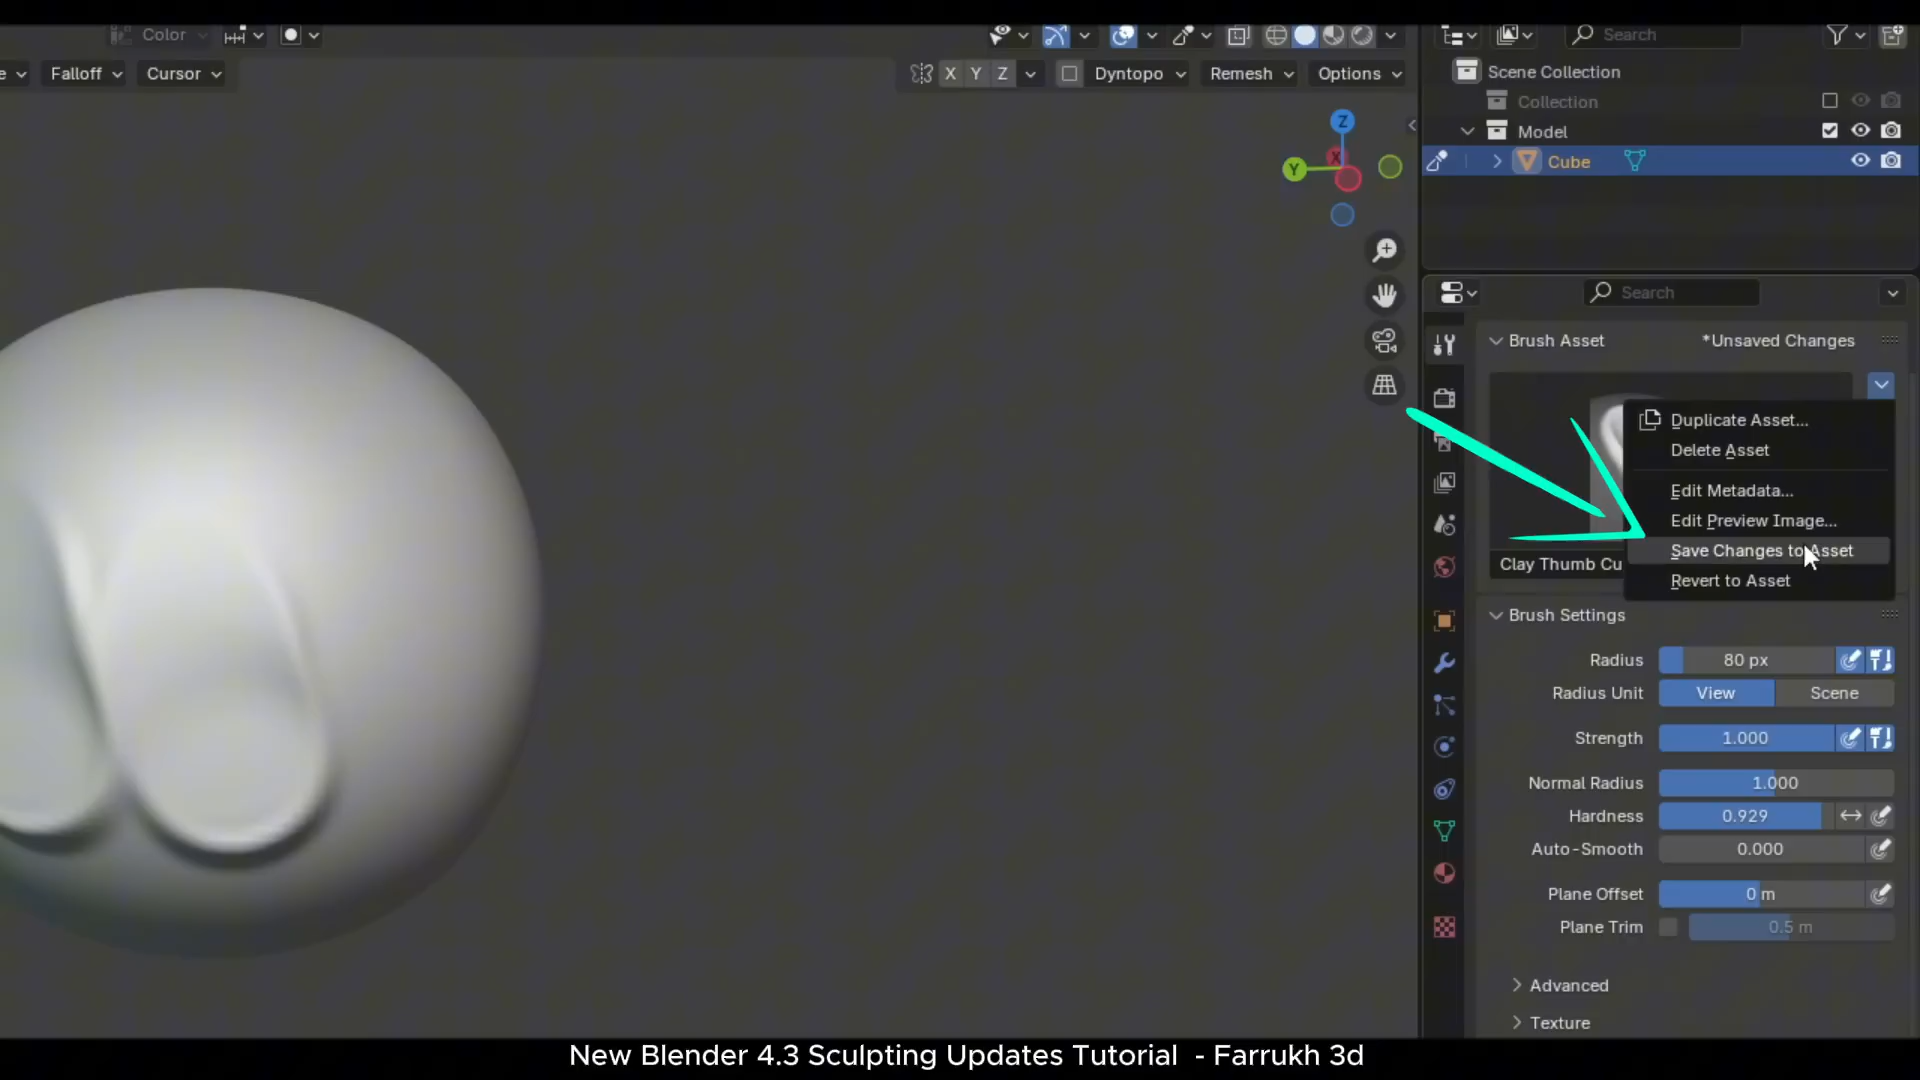 Color
Search
e Falloff Cursor
X Y Z Dyntopo Remesh Options
Scene Collection
Collection
Model
Cube
Z
X
Y
Search
Brush Asset *Unsaved Changes
Duplicate Asset...
Delete Asset
Edit Metadata...
Edit Preview Image...
Save Changes to Asset
Clay Thumb Cu
Revert to Asset
Brush Settings
Radius 80 px
Radius Unit View Scene
Strength 1.000
Normal Radius 1.000
Hardness 0.929
Auto-Smooth 0.000
Plane Offset 0 m
Plane Trim 0.5 m
Advanced
Texture
New Blender 4.3 Sculpting Updates Tutorial - Farrukh 3d